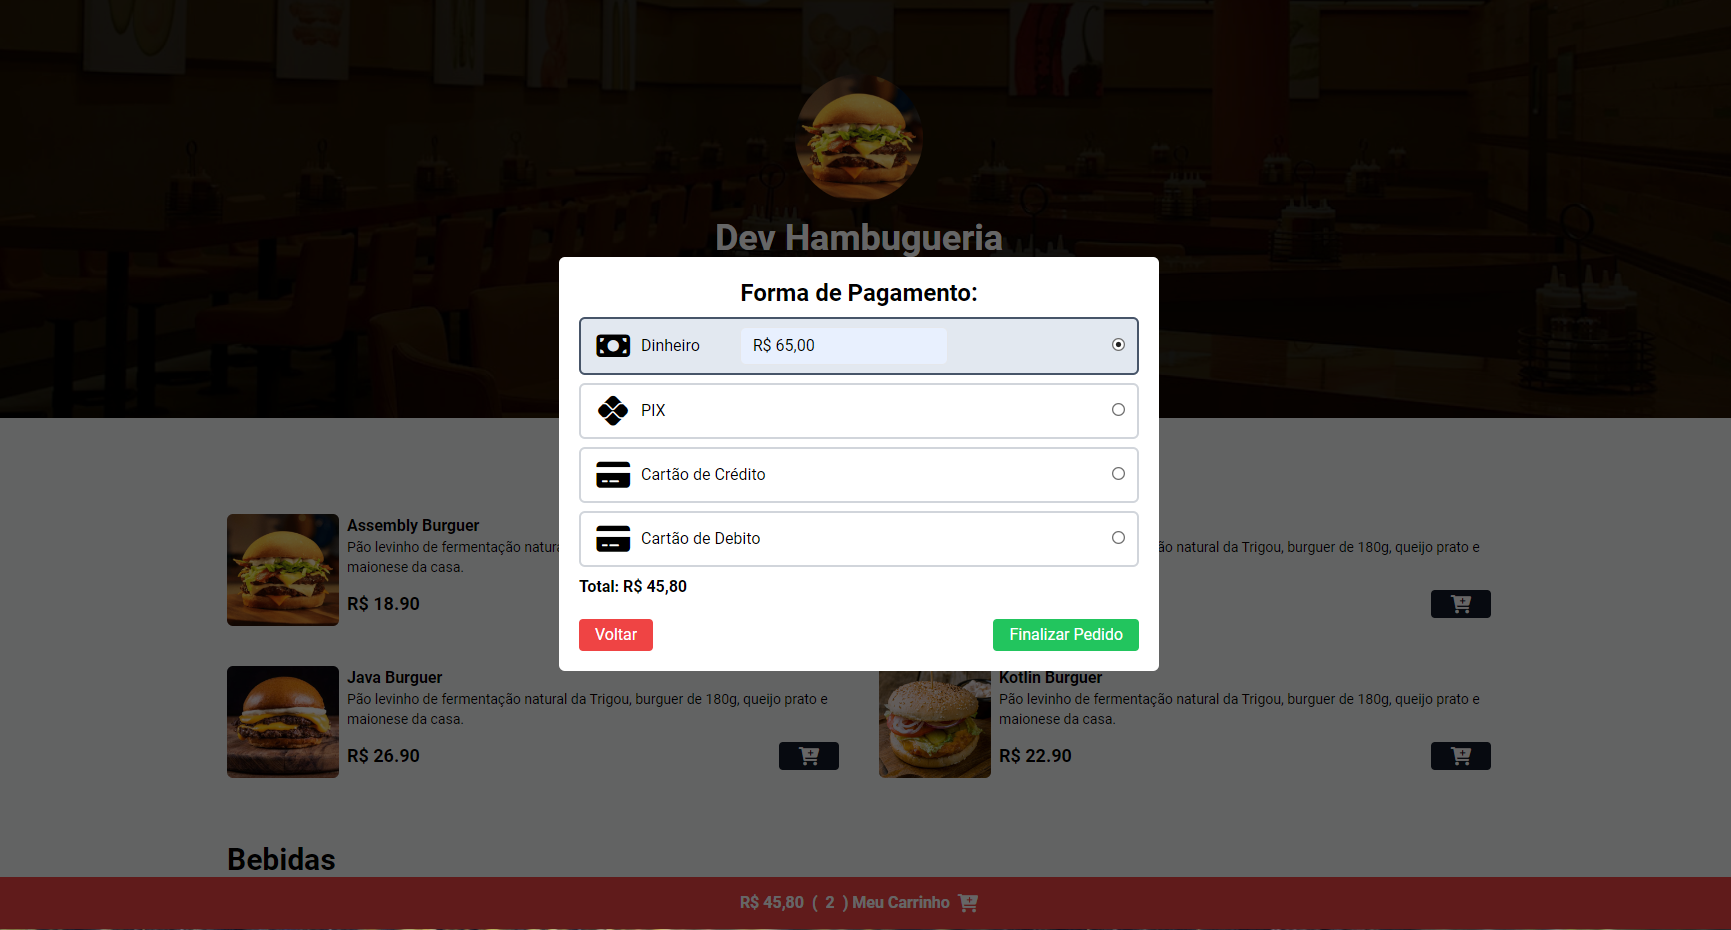 Dev Hambugueria
Forma de Pagamento:
Dinheiro
R$ 65,00
PIX
Cartão de Crédito
Cartão de Debito
Total: R$ 45,80
Voltar
Finalizar Pedido
Assembly Burguer
Pão levinho de fermentação natura
maionese da casa.
R$ 18.90
ão natural da Trigou, burguer de 180g, queijo prato e
Java Burguer
Pão levinho de fermentação natural da Trigou, burguer de 180g, queijo prato e
maionese da casa.
R$ 26.90
Kotlin Burguer
Pão levinho de fermentação natural da Trigou, burguer de 180g, queijo prato e
maionese da casa.
R$ 22.90
Bebidas
R$ 45,80 ( 2 ) Meu Carrinho